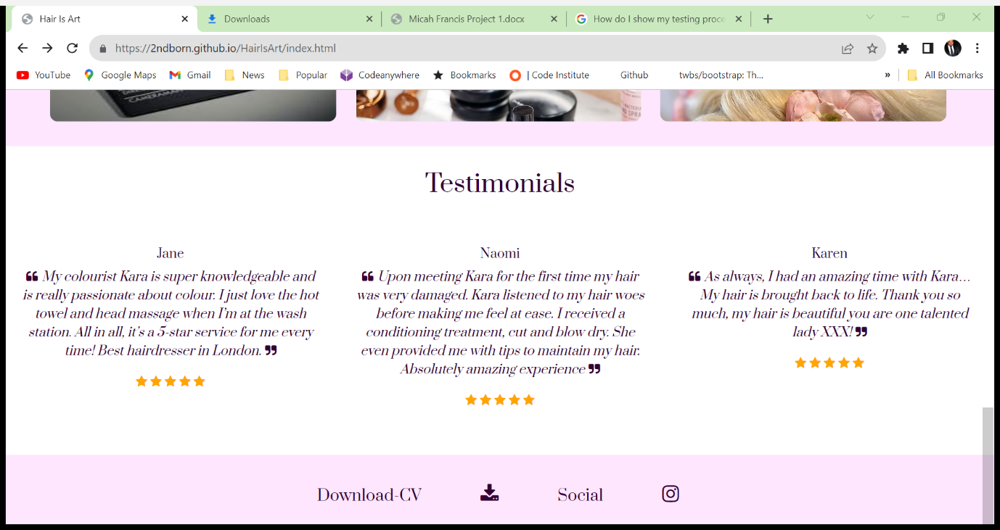 Hair Is Art
Downloads
Micah Francis Project 1.docx
How do I show my testing proce
https://2ndborn.github.io/HairIsArt/index.html
YouTube Google Maps Gmail News Popular Codeanywhere Bookmarks | Code Institute Github twbs/bootstrap: Th... » All Bookmarks
CAMERAMAN
SPRAY
Testimonials
Jane
❝ My colourist Kara is super knowledgeable and
is really passionate about colour. I just love the hot
towel and head massage when I'm at the wash
station. All in all, it's a 5-star service for me every
time! Best hairdresser in London. ❞
Naomi
❝ Upon meeting Kara for the first time my hair
was very damaged. Kara listened to my hair woes
before making me feel at ease. I received a
conditioning treatment, cut and blow dry. She
even provided me with tips to maintain my hair.
Absolutely amazing experience ❞
Karen
❝ As always, I had an amazing time with Kara…
My hair is brought back to life. Thank you so
much, my hair is beautiful you are one talented
lady XXX! ❞
Download-CV Social